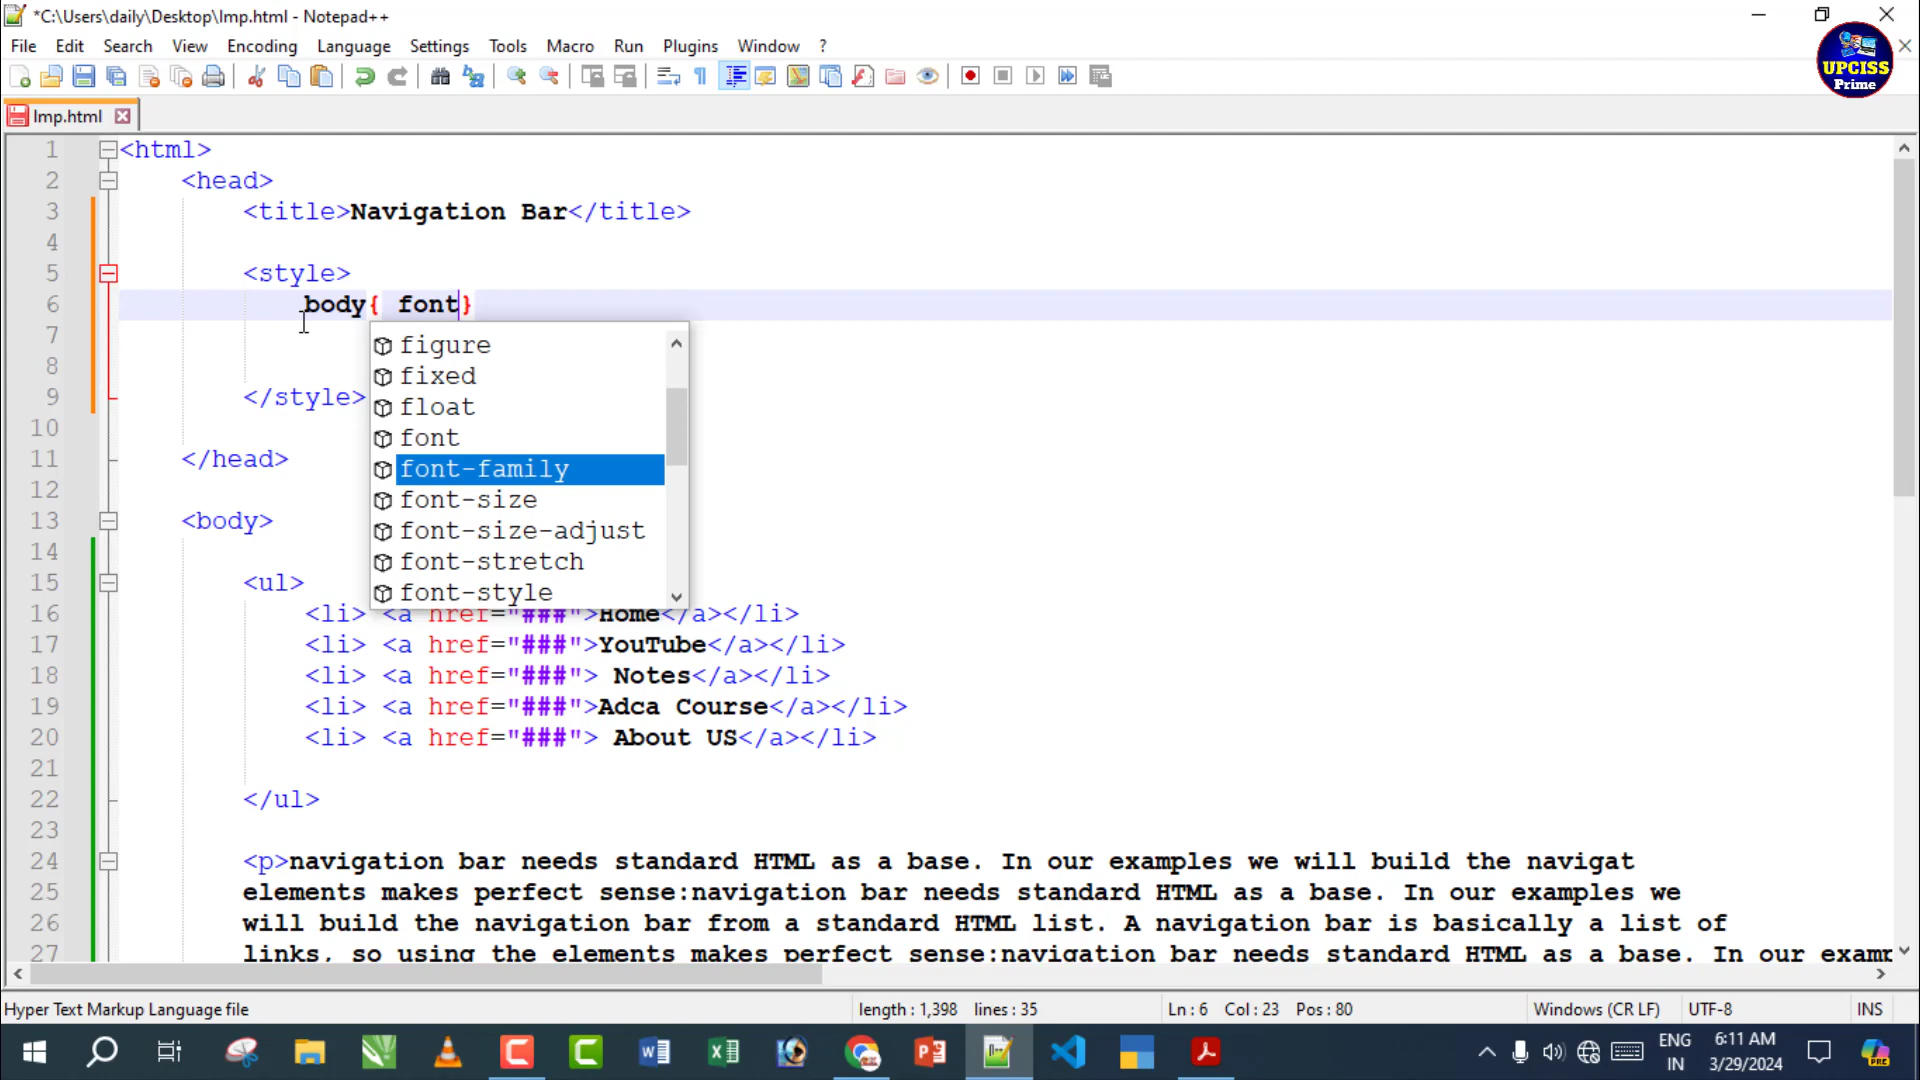 *C:\Users\daily\Desktop\Imp.html - Notepad++
File Edit Search View Encoding Language Settings Tools Macro Run Plugins Window ?
UPCISS
Prime
Imp.html
1 <html>
2 <head>
3 <title>Navigation Bar</title>
4
5 <style>
6 body{ font}
7
8
9 </style>
10
11 </head>
12
13 <body>
14
15 <ul>
16 <li> <a href="###">Home</a></li>
17 <li> <a href="###">YouTube</a></li>
18 <li> <a href="###"> Notes</a></li>
19 <li> <a href="###">Adca Course</a></li>
20 <li> <a href="###"> About US</a></li>
21
22 </ul>
23
24 <p>navigation bar needs standard HTML as a base. In our examples we will build the navigat
25 elements makes perfect sense:navigation bar needs standard HTML as a base. In our examples we
26 will build the navigation bar from a standard HTML list. A navigation bar is basically a list of
27 links, so using the elements makes perfect sense:navigation bar needs standard HTML as a base. In our examp
figure
fixed
float
font
font-family
font-size
font-size-adjust
font-stretch
font-style
Hyper Text Markup Language file length : 1,398 lines : 35 Ln : 6 Col : 23 Pos : 80 Windows (CR LF) UTF-8 INS
ENG
IN
6:11 AM
3/29/2024